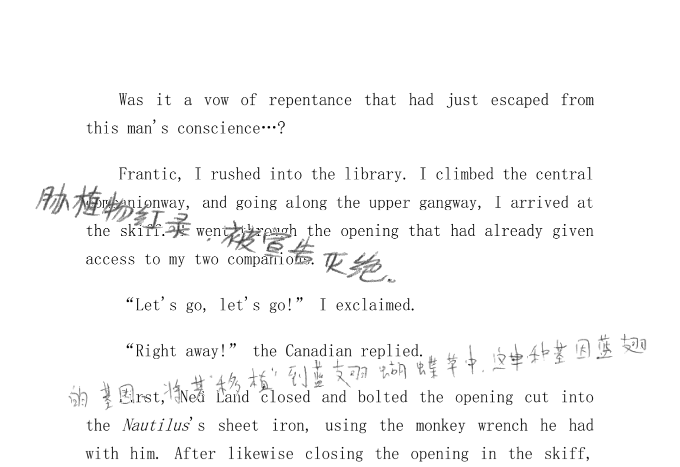 Was it a vow of repentance that had just escaped from
this man's conscience…?
Frantic, I rushed into the library. I climbed the central
companionway, and going along the upper gangway, I arrived at
脉植物红录,被宣告灭绝。
the skiff. I went through the opening that had already given
access to my two companions.
“Let's go, let's go!” I exclaimed.
“Right away!” the Canadian replied.
到蓝翅蝴蝶草中.这种和基因蓝翅
的基因 将其“移植”
First, Ned Land closed and bolted the opening cut into
the Nautilus's sheet iron, using the monkey wrench he had
with him. After likewise closing the opening in the skiff,